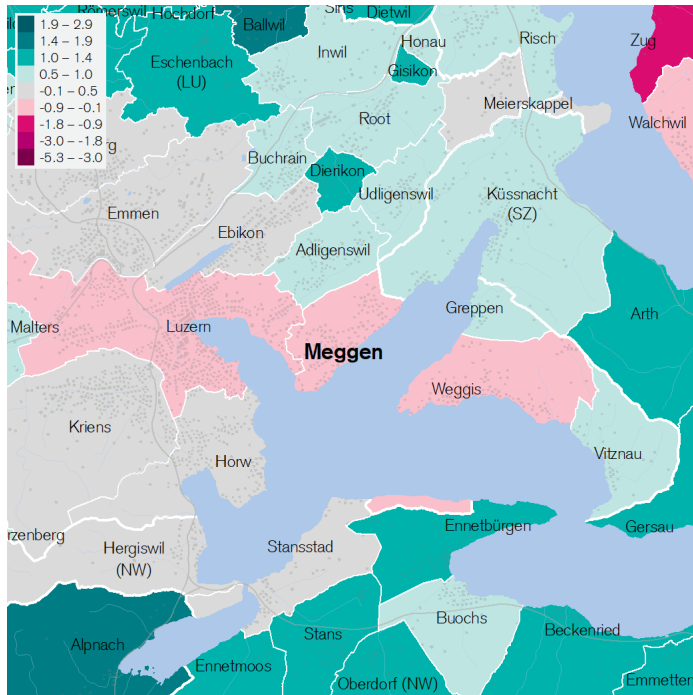 Römerswil
Hochdorf
Ballwil
Sins
Dietwil
1.9 – 2.9
1.4 – 1.9
1.0 – 1.4
0.5 – 1.0
-0.1 – 0.5
-0.9 – -0.1
-1.8 – -0.9
-3.0 – -1.8
-5.3 – -3.0
Eschenbach
(LU)
Inwil
Honau
Gisikon
Risch
Zug
Meierskappel
Walchwil
Root
Buchrain
Dierikon
Udligenswil
Küssnacht
(SZ)
Emmen
Ebikon
Adligenswil
Malters
Luzern
Meggen
Greppen
Arth
Weggis
Kriens
Horw
Vitznau
rzenberg
Hergiswil
(NW)
Stansstad
Ennetbürgen
Gersau
Alpnach
Stans
Buochs
Beckenried
Ennetmoos
Oberdorf (NW)
Emmetten